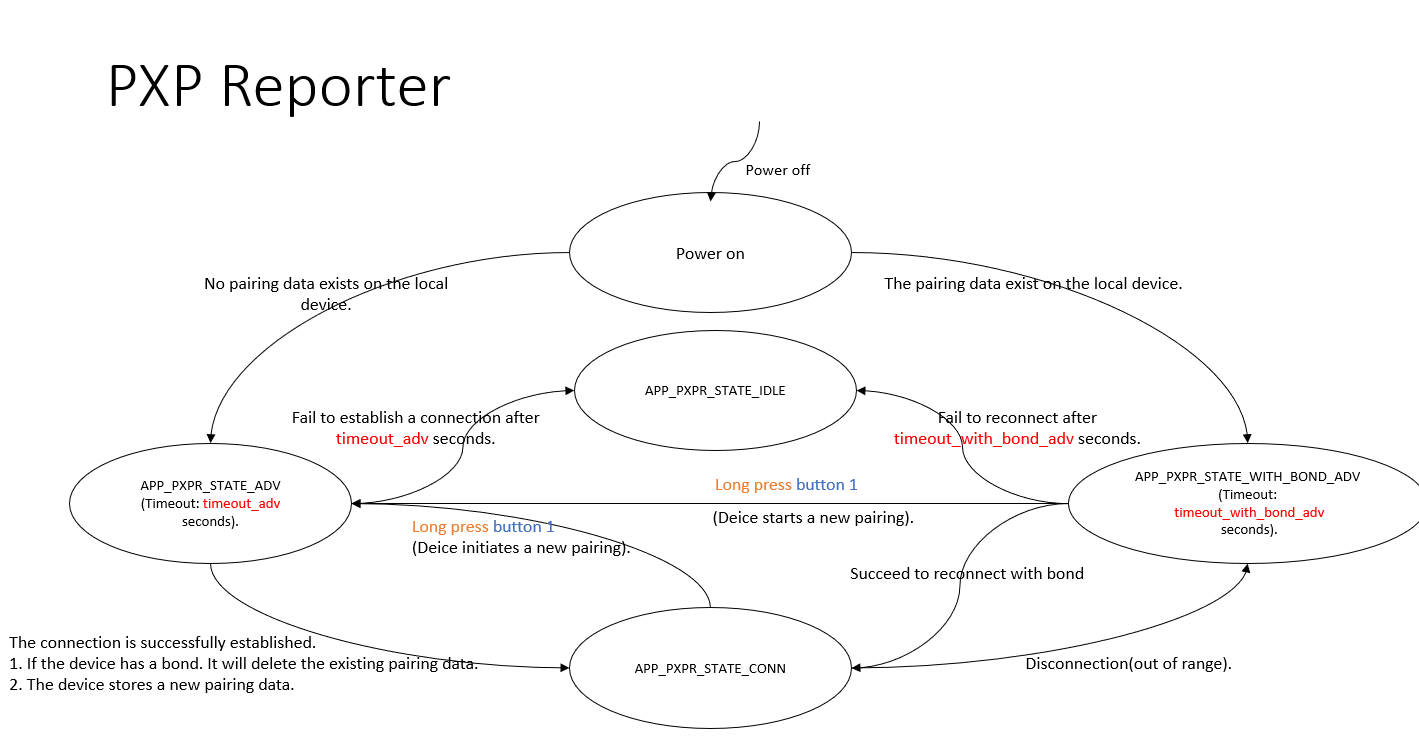 PXP Reporter
Power off
Power on
No pairing data exists on the local
device.
The pairing data exist on the local device.
APP_PXPR_STATE_IDLE
Fail to establish a connection after
timeout_adv seconds.
Fail to reconnect after
timeout_with_bond_adv seconds.
APP_PXPR_STATE_ADV
(Timeout: timeout_adv
seconds).
APP_PXPR_STATE_WITH_BOND_ADV
(Timeout:
timeout_with_bond_adv
seconds).
Long press button 1
(Deice starts a new pairing).
Long press button 1
(Deice initiates a new pairing).
Succeed to reconnect with bond
The connection is successfully established.
1. If the device has a bond. It will delete the existing pairing data.
2. The device stores a new pairing data.
APP_PXPR_STATE_CONN
Disconnection(out of range).